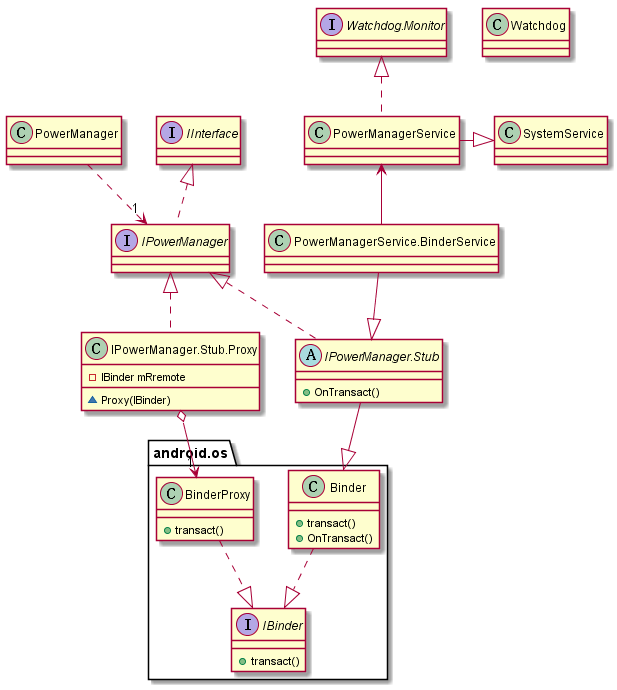 I Watchdog.Monitor
C Watchdog
C PowerManager
I IInterface
C PowerManagerService
C SystemService
1
I IPowerManager
C PowerManagerService.BinderService
C IPowerManager.Stub.Proxy
IBinder mRremote
Proxy(IBinder)
A IPowerManager.Stub
OnTransact()
android.os
1
C BinderProxy
transact()
C Binder
transact()
OnTransact()
I IBinder
transact()